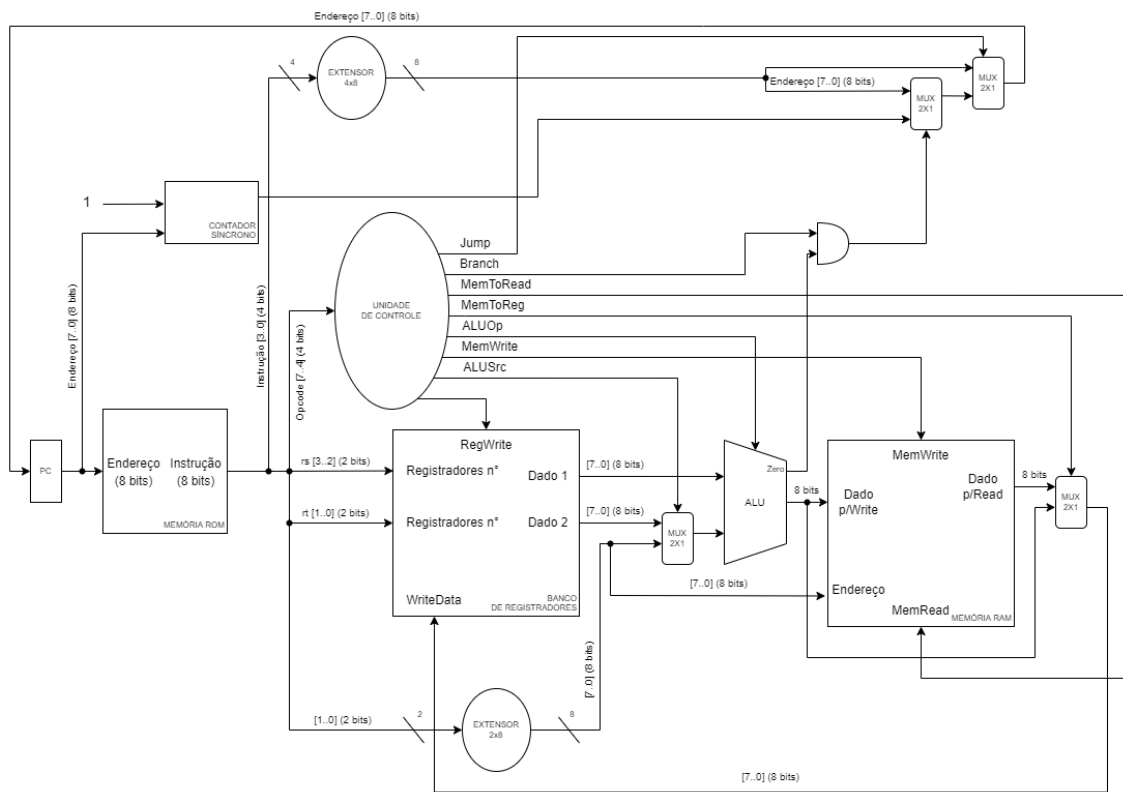 Endereço [7..0] (8 bits)
4
EXTENSOR
4x8
8
Endereço [7..0] (8 bits)
MUX
2X1
MUX
2X1
1
CONTADOR
SÍNCRONO
Endereço [7..0] (8 bits)
Instrução [3..0] (4 bits)
Opcode [7..4] (4 bits)
UNIDADE
DE CONTROLE
Jump
Branch
MemToRead
MemToReg
ALUOp
MemWrite
ALUSrc
PC
Endereço
(8 bits)
Instrução
(8 bits)
MEMÓRIA ROM
rs [3..2] (2 bits)
rt [1..0] (2 bits)
RegWrite
Registradores n°
Registradores n°
Dado 1
Dado 2
WriteData
BANCO
DE REGISTRADORES
[7..0] (8 bits)
[7..0] (8 bits)
MUX
2X1
Zero
ALU
8 bits
[7..0] (8 bits)
MemWrite
Dado
p/Write
Dado
p/Read
Endereço
MemRead
MEMÓRIA RAM
8 bits
MUX
2X1
[7..0] (8 bits)
[1..0] (2 bits)
2
EXTENSOR
2x8
8
[7..0] (8 bits)